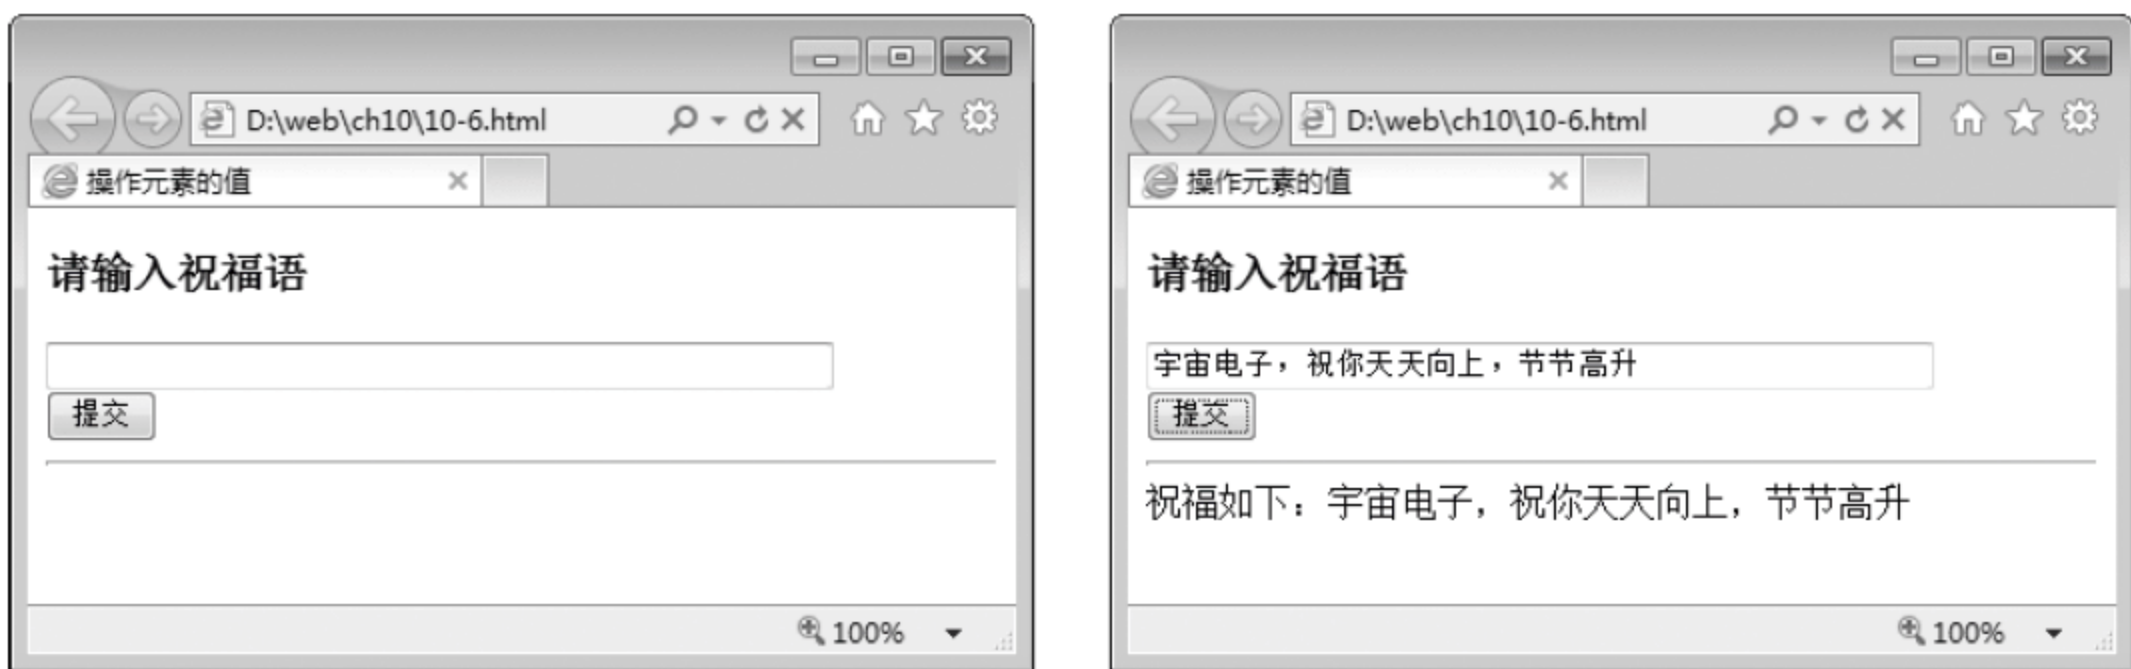 D:\web\ch10\10-6.html
操作元素的值
请输入祝福语
提交
100%
D:\web\ch10\10-6.html
操作元素的值
请输入祝福语
宇宙电子，祝你天天向上，节节高升
提交
祝福如下：宇宙电子，祝你天天向上，节节高升
100%